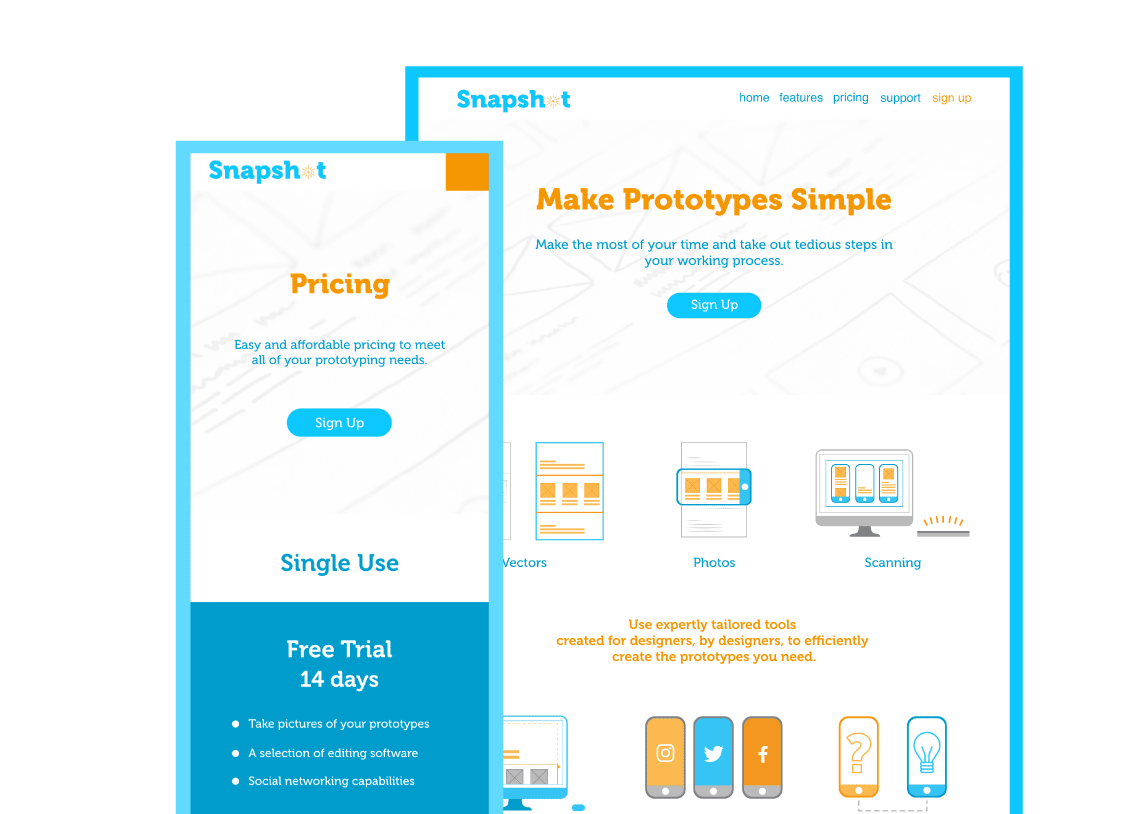 Snapshot
Pricing
Easy and affordable pricing to meet
all of your prototyping needs.
Sign Up
Single Use
Free Trial
14 days
Take pictures of your prototypes
A selection of editing software
Social networking capabilities
Snapshot
home features pricing support sign up
Make Prototypes Simple
Make the most of your time and take out tedious steps in
your working process.
Sign Up
Vectors
Photos
Scanning
Use expertly tailored tools
created for designers, by designers, to efficiently
create the prototypes you need.
?